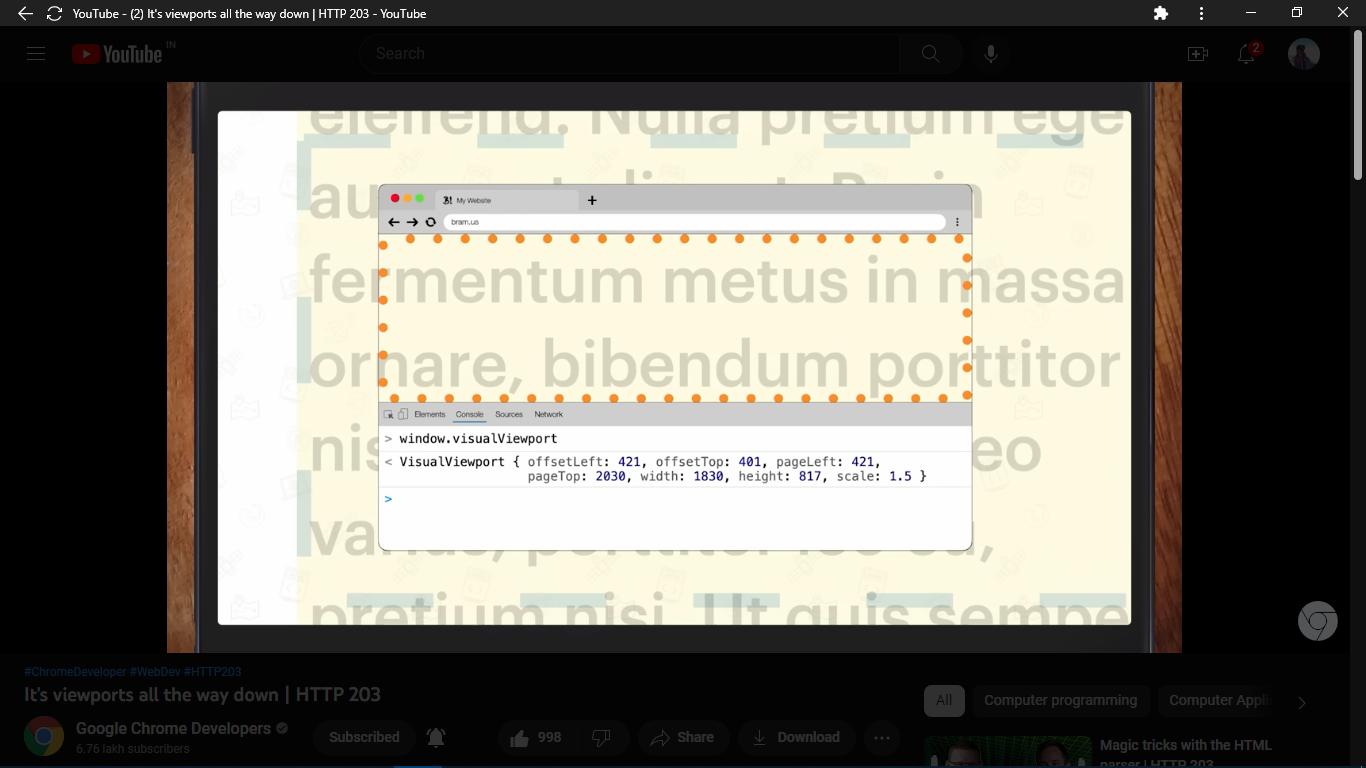 YouTube - (2) It's viewports all the way down | HTTP 203 - YouTube
YouTube IN
Search
2
eleifend. Nulla pretium ege
au
in
My Website
bram.us
fermentum metus in massa
ornare, bibendum porttitor
Elements Console Sources Network
> window.visualViewport
nis
eo
< VisualViewport { offsetLeft: 421, offsetTop: 401, pageLeft: 421,
pageTop: 2030, width: 1830, height: 817, scale: 1.5 }
>
pretium nisi. Ut quis sempe
#ChromeDeveloper #WebDev #HTTP203
It's viewports all the way down | HTTP 203
Google Chrome Developers
6.76 lakh subscribers
Subscribed
998
Share
Download
All
Computer programming
Computer Appli
Magic tricks with the HTML
parser | HTTP 203